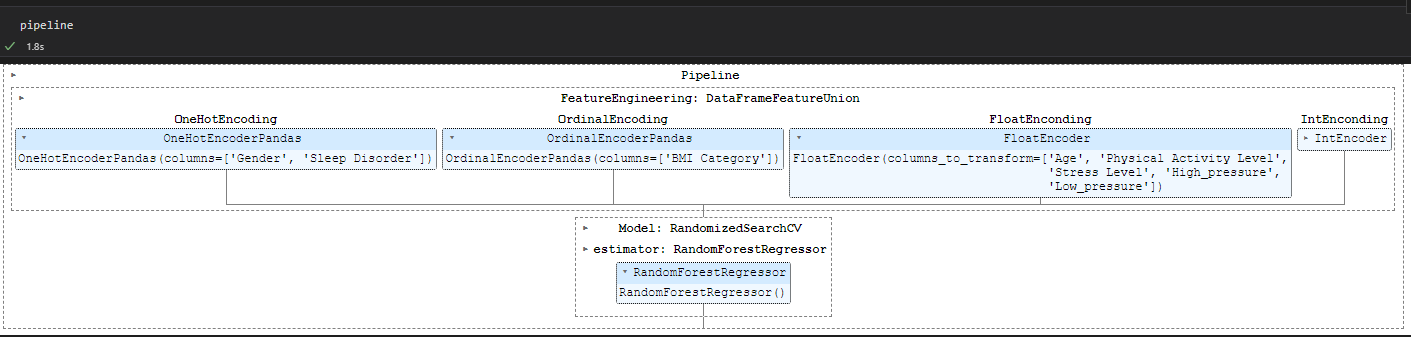 pipeline
1.8s
Pipeline
FeatureEngineering: DataFrameFeatureUnion
OneHotEncoding
OneHotEncoderPandas
OneHotEncoderPandas(columns=['Gender', 'Sleep Disorder'])
OrdinalEncoding
OrdinalEncoderPandas
OrdinalEncoderPandas(columns=['BMI Category'])
FloatEnconding
FloatEncoder
FloatEncoder(columns_to_transform=['Age', 'Physical Activity Level',
'Stress Level', 'High_pressure',
'Low_pressure'])
IntEnconding
IntEncoder
Model: RandomizedSearchCV
estimator: RandomForestRegressor
RandomForestRegressor
RandomForestRegressor()